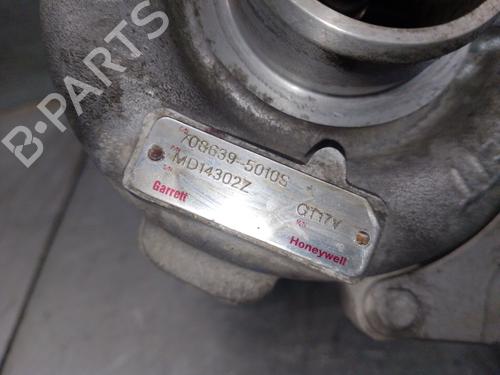 B-PARTS
P/N 708639-5010S
S/N MD14302Z
GT17V
Garrett
Honeywell